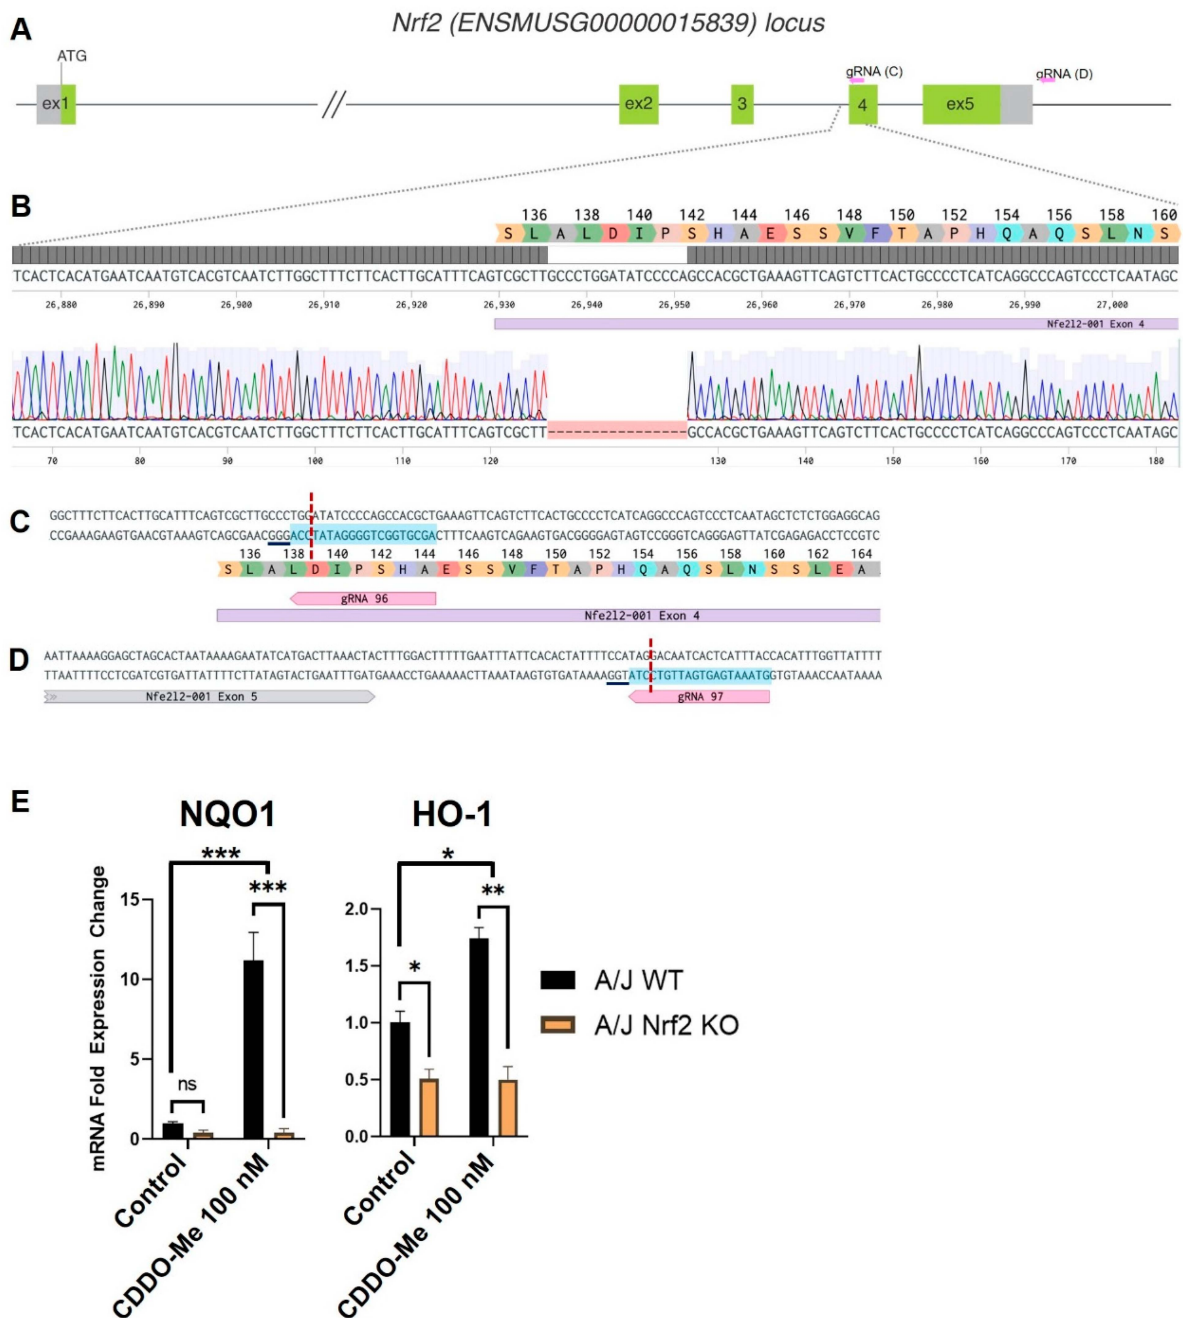 A
Nrf2 (ENSMUSG00000015839) locus
ATG
ex1
ex2
3
gRNA (C)
4
ex5
gRNA (D)
B
136 138 140 142 144 146 148 150 152 154 156 158 160
S L A L D I P S H A E S S V F T A P H Q A Q S L N S
TCACTCACATGAATCAATGTCACGTCAATCTTGGCTTTCTTCACTTGCATTTCAGTCGCTTGCCCTGGATATCCCCAGCCACGCTGAAAGTTCAGTCTTCACTGCCCCTCATCAGGCCCAGTCCCTCAATAGC
26,880 26,890 26,900 26,910 26,920 26,930 26,940 26,950 26,960 26,970 26,980 26,990 27,000
Nfe2l2-001 Exon 4
TCACTCACATGAATCAATGTCACGTCAATCTTGGCTTTCTTCACTTGCATTTCAGTCGCTT----------------GCCACGCTGAAAGTTCAGTCTTCACTGCCCCTCATCAGGCCCAGTCCCTCAATAGC
70 80 90 100 110 120 130 140 150 160 170 180
C
GGCTTTCTTCACTTGCATTTCAGTCGCTTGCCCTGGATATCCCCAGCCACGCTGAAAGTTCAGTCTTCACTGCCCCTCATCAGGCCCAGTCCCTCAATAGCTCTCTGGAGGCAG
CCGAAAGAAGTGAACGTAAAGTCAGCGAACGGGACCTATAGGGGTCGGTGCGACTTTCAAGTCAGAAGTGACGGGGAGTAGTCCGGGTCAGGGAGTTATCGAGAGACCTCCGTC
136 138 140 142 144 146 148 150 152 154 156 158 160 162 164
S L A L D I P S H A E S S V F T A P H Q A Q S L N S S L E A
gRNA 96
Nfe2l2-001 Exon 4
D
AATTAAAAGGAGCTAGCACTAATAAAAGAATATCATGACTTAAACTACTTTGGACTTTTTGAATTTATTCACACTATTTTCCATAGGACAATCACTCATTTACCACATTTGGTTATTTT
TTAATTTTCCTCGATCGTGATTATTTTCTTATAGTACTGAATTTGATGAAACCTGAAAAACTTAAATAAGTGTGATAAAAGGTATCCTGTTAGTGAGTAAATGGTGTAAACCAATAAAA
Nfe2l2-001 Exon 5
gRNA 97
E
NQO1
HO-1
mRNA Fold Expression Change
15
10
5
0
***
***
ns
Control
CDDO-Me 100 nM
2.0
1.5
1.0
0.5
0.0
*
**
*
Control
CDDO-Me 100 nM
A/J WT
A/J Nrf2 KO